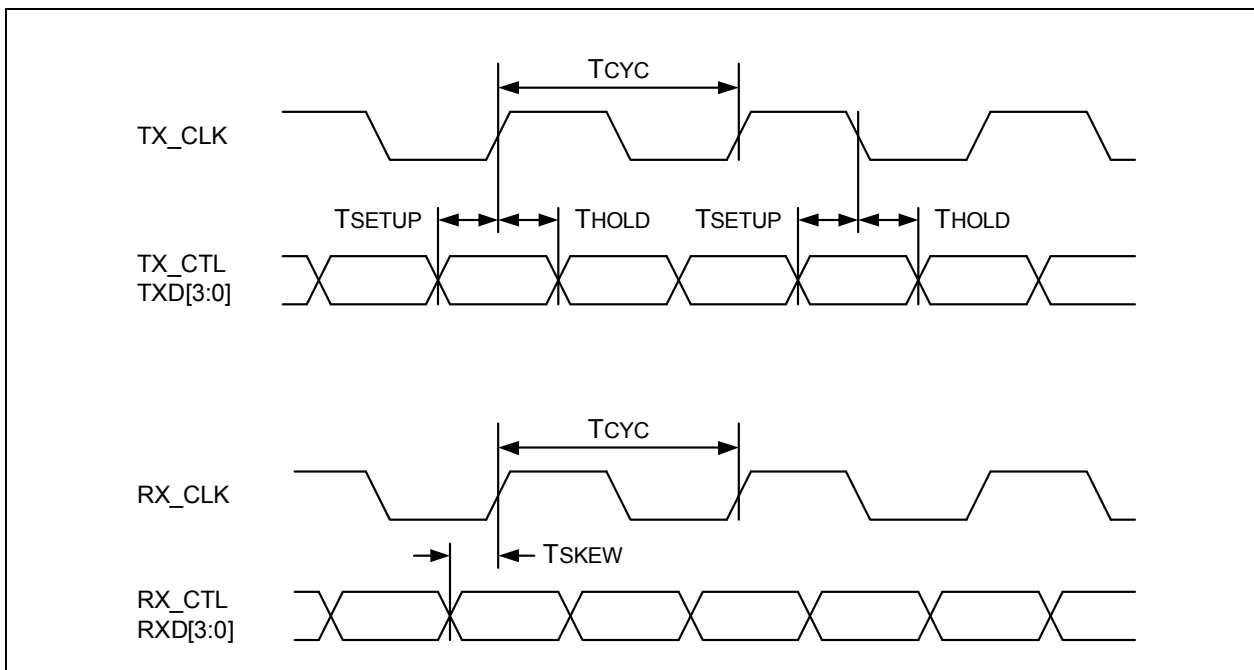 TCYC
TX_CLK
TSETUP THOLD TSETUP THOLD
TX_CTL
TXD[3:0]
TCYC
RX_CLK
TSKEW
RX_CTL
RXD[3:0]